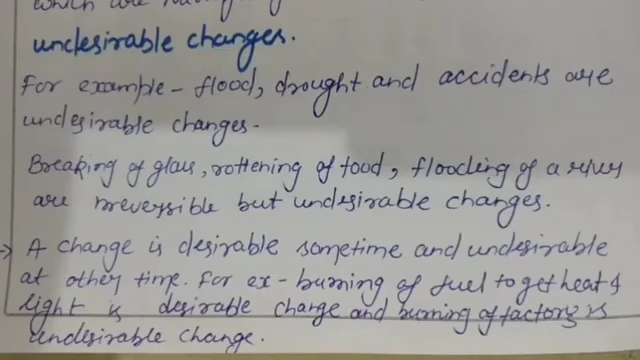 which are
undesirable changes.
For example - flood, drought and accidents are
undesirable changes.
Breaking of glass, rottening of food, flooding of a river
are irreversible but undesirable changes.
→ A change is desirable sometime and undesirable
at other time. For ex - burning of fuel to get heat &
light is desirable change and burning of factory is
undesirable change.